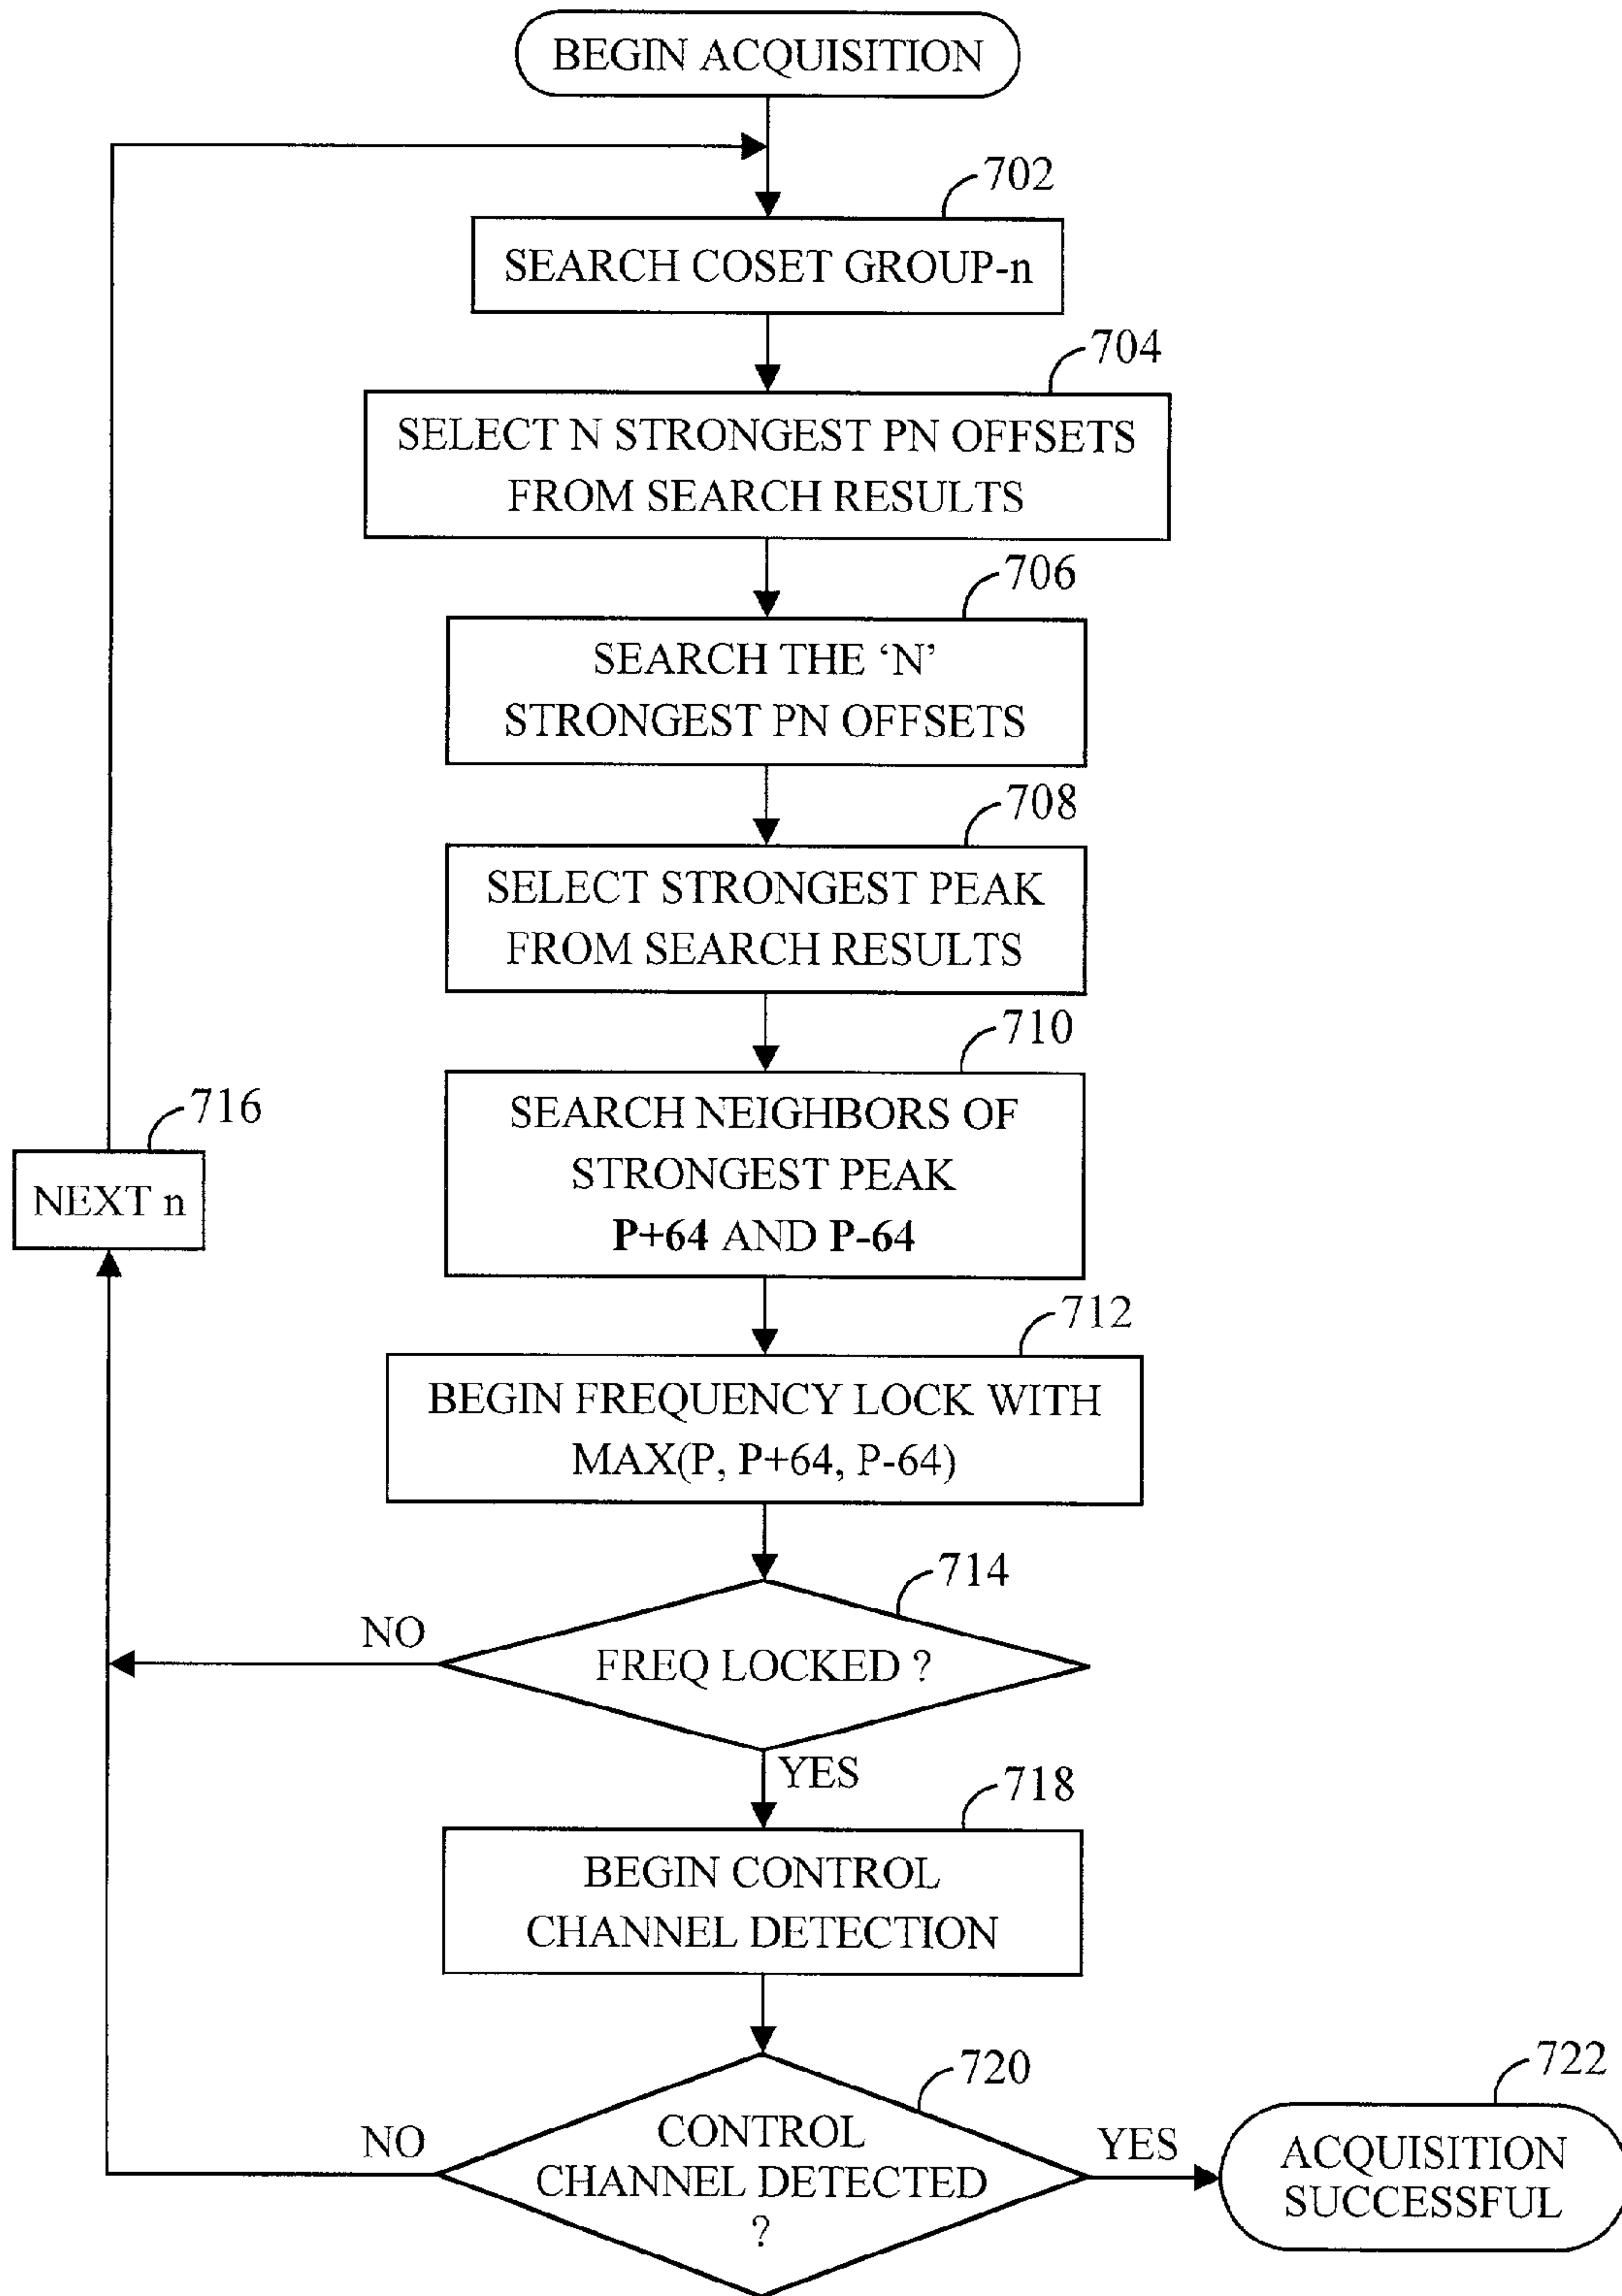 BEGIN ACQUISITION
702
SEARCH COSET GROUP-n
704
SELECT N STRONGEST PN OFFSETS
FROM SEARCH RESULTS
706
SEARCH THE ‘N’
STRONGEST PN OFFSETS
708
SELECT STRONGEST PEAK
FROM SEARCH RESULTS
710
SEARCH NEIGHBORS OF
STRONGEST PEAK
P+64 AND P-64
716
NEXT n
712
BEGIN FREQUENCY LOCK WITH
MAX(P, P+64, P-64)
714
NO
FREQ LOCKED ?
YES
718
BEGIN CONTROL
CHANNEL DETECTION
720
NO
CONTROL
CHANNEL DETECTED
?
YES
722
ACQUISITION
SUCCESSFUL